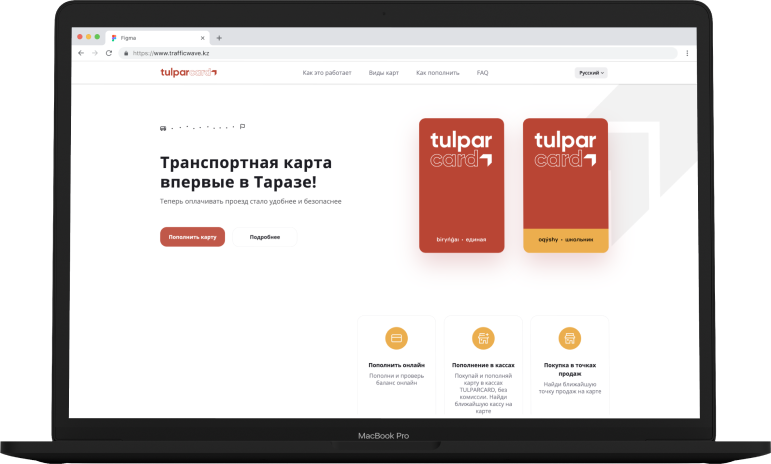 Figma
https://www.trafficwave.kz
tulparcard
Как это работает
Виды карт
Как пополнить
FAQ
Русский
Транспортная карта
впервые в Таразе!
Теперь оплачивать проезд стало удобнее и безопаснее
Пополнить карту
Подробнее
tulpar
card
biryńǵaı • единая
tulpar
card
oqýshy • школьник
Пополнить онлайн
Пополни и проверь
баланс онлайн
Пополнение в кассах
Покупай и пополняй
карту в кассах
TULPARCARD, без
комиссии. Найди
ближайшую кассу на
карте
Покупка в точках
продаж
Найди ближайшую
точку продаж на карте
MacBook Pro